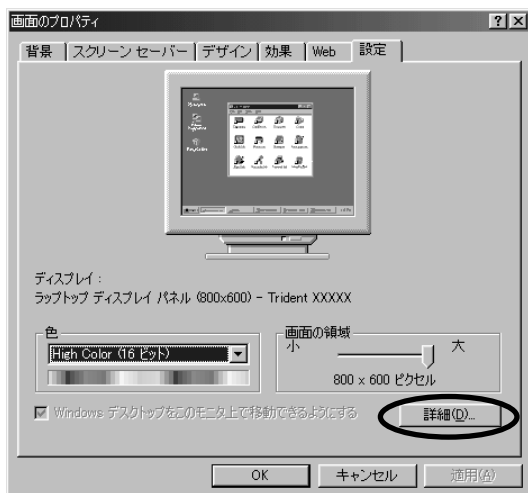 画面のプロパティ
背景 スクリーン セーバー デザイン 効果 Web 設定
ディスプレイ :
ラップトップ ディスプレイ パネル (800x600) - Trident XXXXX
色
High Color (16 ビット)
画面の領域
小 大
800 x 600 ピクセル
Windows デスクトップをこのモニタ上で移動できるようにする
詳細(D)...
OK キャンセル 適用(A)